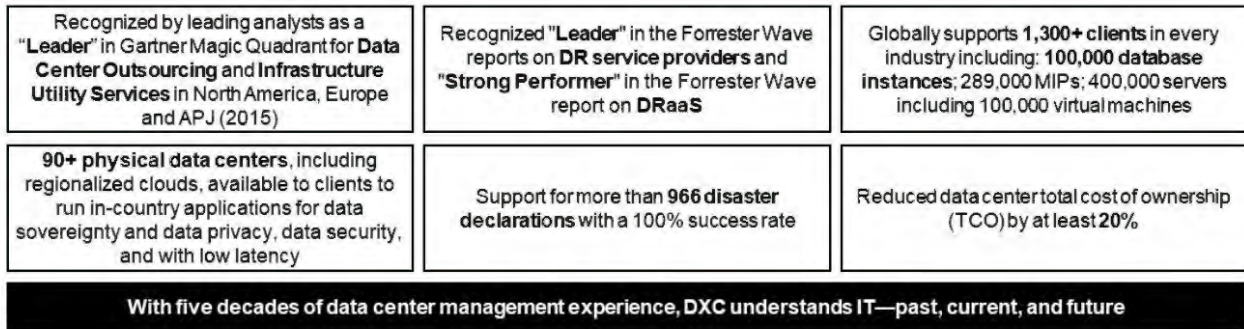 Recognized by leading analysts as a
"Leader" in Gartner Magic Quadrant for Data
Center Outsourcing and Infrastructure
Utility Services in North America, Europe
and APJ (2015)
Recognized "Leader" in the Forrester Wave
reports on DR service providers and
"Strong Performer" in the Forrester Wave
report on DRaaS
Globally supports 1,300+ clients in every
industry including: 100,000 database
instances; 289,000 MIPs; 400,000 servers
including 100,000 virtual machines
90+ physical data centers, including
regionalized clouds, available to clients to
run in-country applications for data
sovereignty and data privacy, data security,
and with low latency
Support for more than 966 disaster
declarations with a 100% success rate
Reduced data center total cost of ownership
(TCO) by at least 20%
With five decades of data center management experience, DXC understands IT—past, current, and future